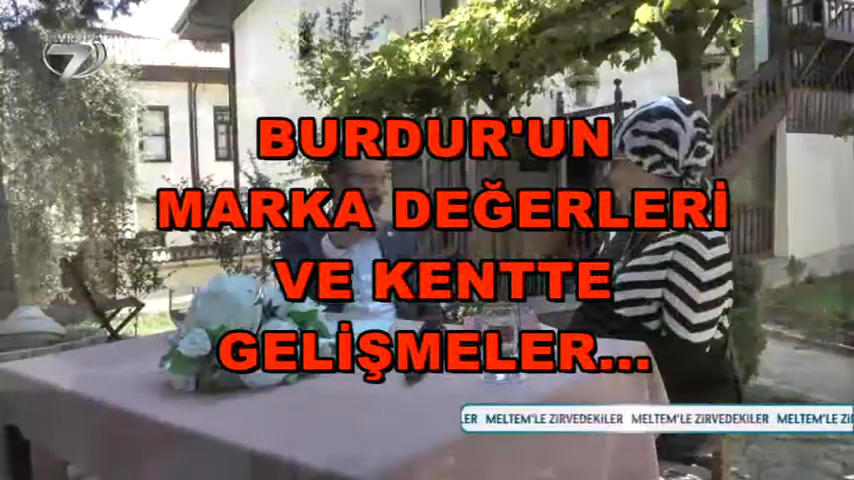 7
BURDUR'UN
MARKA DEĞERLERİ
VE KENTTE
GELİŞMELER...
LER MELTEM'LE ZİRVEDEKİLER MELTEM'LE ZİRVEDEKİLER MELTEM'LE Zİ